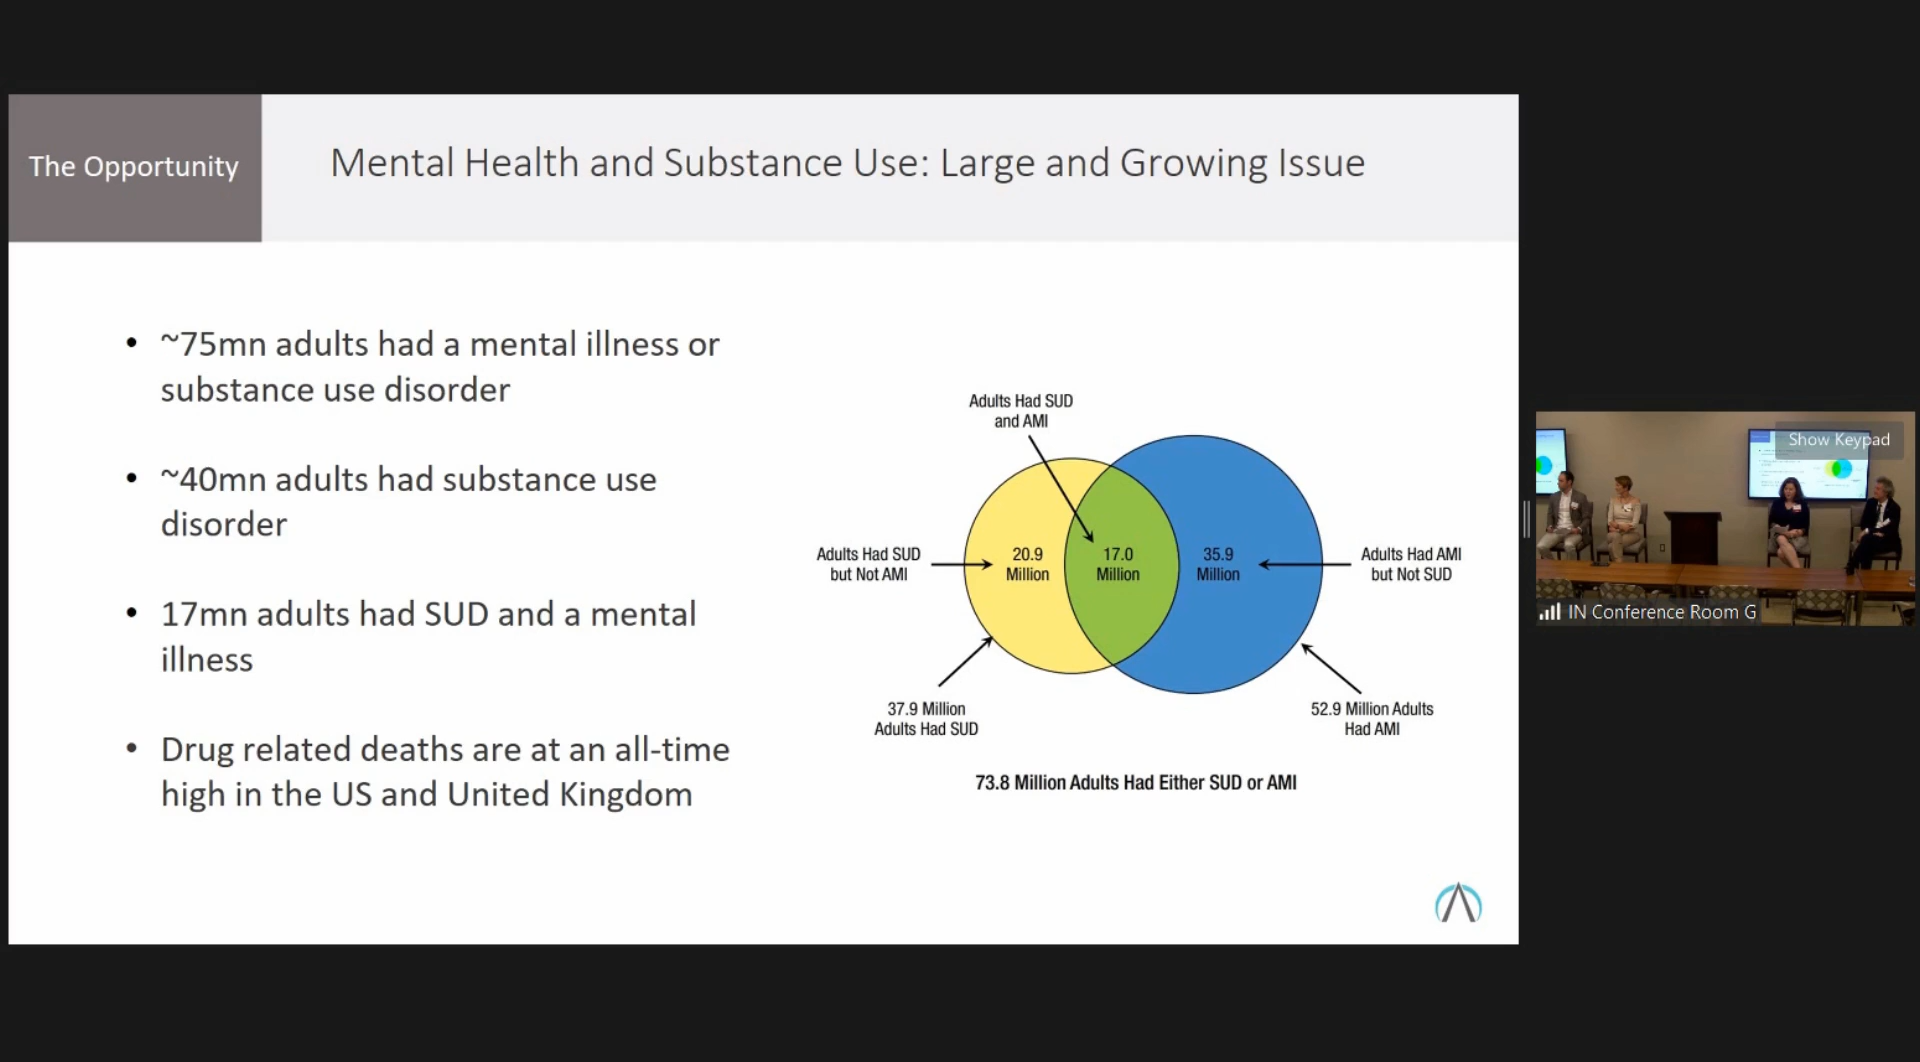 The Opportunity
Mental Health and Substance Use: Large and Growing Issue
• ~75mn adults had a mental illness or
substance use disorder
• ~40mn adults had substance use
disorder
• 17mn adults had SUD and a mental
illness
• Drug related deaths are at an all-time
high in the US and United Kingdom
Adults Had SUD
and AMI
Adults Had SUD
but Not AMI
20.9
Million
17.0
Million
35.9
Million
Adults Had AMI
but Not SUD
37.9 Million
Adults Had SUD
52.9 Million Adults
Had AMI
73.8 Million Adults Had Either SUD or AMI
Show Keypad
IN Conference Room G